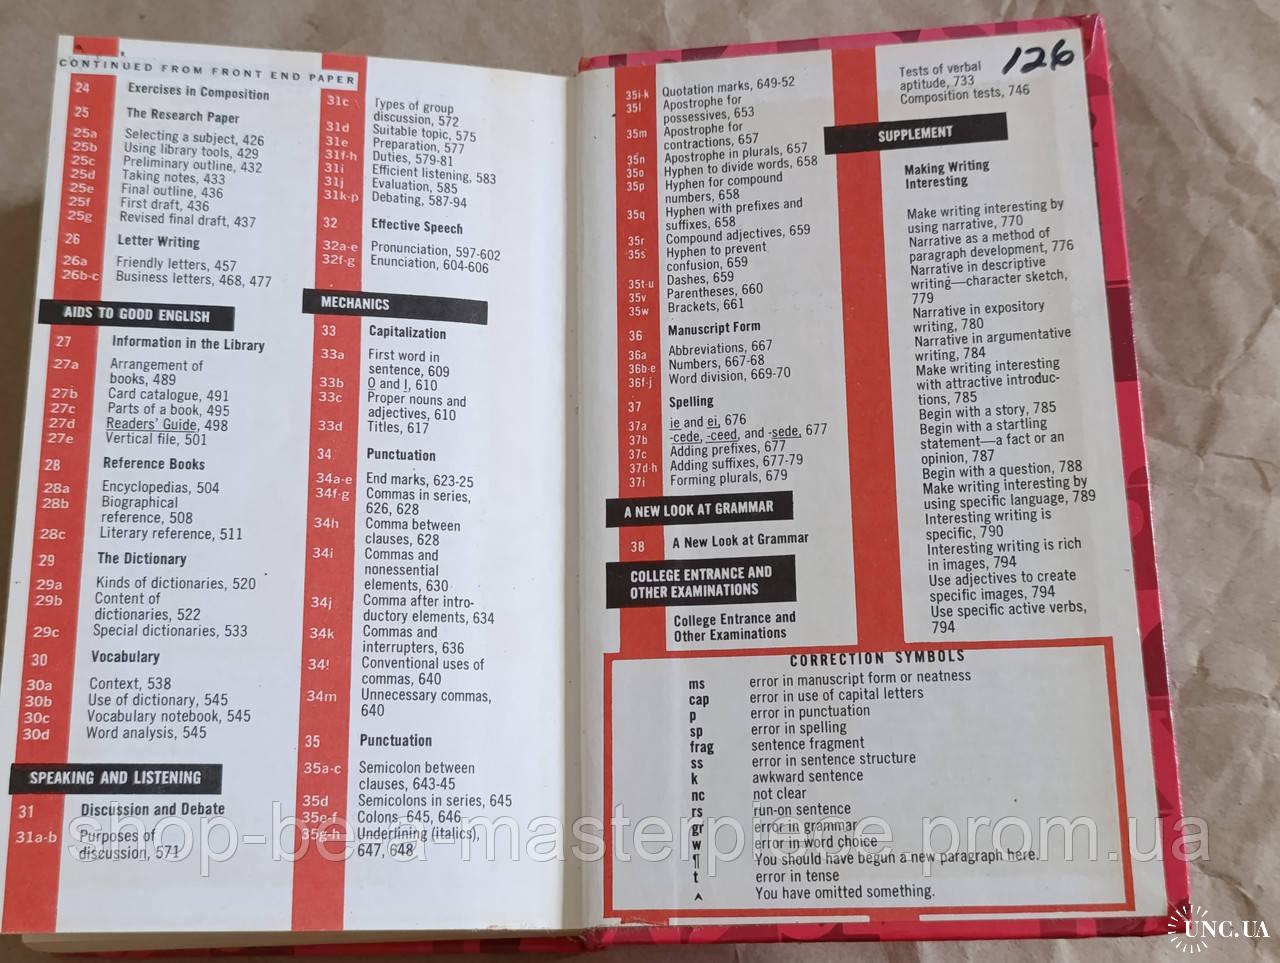 CONTINUED FROM FRONT END PAPER
24 Exercises in Composition
25 The Research Paper
25a Selecting a subject, 426
25b Using library tools, 429
25c Preliminary outline, 432
25d Taking notes, 433
25e Final outline, 436
25f First draft, 436
25g Revised final draft, 437
26 Letter Writing
26a Friendly letters, 457
26b-c Business letters, 468, 477
AIDS TO GOOD ENGLISH
27 Information in the Library
27a Arrangement of
books, 489
27b Card catalogue, 491
27c Parts of a book, 495
27d Readers' Guide, 498
27e Vertical file, 501
28 Reference Books
28a Encyclopedias, 504
28b Biographical
reference, 508
28c Literary reference, 511
29 The Dictionary
29a Kinds of dictionaries, 520
29b Content of
dictionaries, 522
29c Special dictionaries, 533
30 Vocabulary
30a Context, 538
30b Use of dictionary, 545
30c Vocabulary notebook, 545
30d Word analysis, 545
SPEAKING AND LISTENING
31 Discussion and Debate
31a-b Purposes of
discussion, 571
31c Types of group
discussion, 572
31d Suitable topic, 575
31e Preparation, 577
31f-h Duties, 579-81
31i Efficient listening, 583
31j Evaluation, 585
31k-p Debating, 587-94
32 Effective Speech
32a-e Pronunciation, 597-602
32f-g Enunciation, 604-606
MECHANICS
33 Capitalization
33a First word in
sentence, 609
33b O and I, 610
33c Proper nouns and
adjectives, 610
33d Titles, 617
34 Punctuation
34a-e End marks, 623-25
34f-g Commas in series,
626, 628
34h Comma between
clauses, 628
34i Commas and
nonessential
elements, 630
34j Comma after intro-
ductory elements, 634
34k Commas and
interrupters, 636
34l Conventional uses of
commas, 640
34m Unnecessary commas,
640
35 Punctuation
35a-c Semicolon between
clauses, 643-45
35d Semicolons in series, 645
35e-f Colons, 645, 646
35g-h Underlining (italics),
647, 648
35i-k Quotation marks, 649-52
35l Apostrophe for
possessives, 653
35m Apostrophe for
contractions, 657
35n Apostrophe in plurals, 657
35o Hyphen to divide words, 658
35p Hyphen for compound
numbers, 658
35q Hyphen with prefixes and
suffixes, 658
35r Compound adjectives, 659
35s Hyphen to prevent
confusion, 659
35t-u Dashes, 659
35v Parentheses, 660
35w Brackets, 661
36 Manuscript Form
36a Abbreviations, 667
36b-e Numbers, 667-68
36f-j Word division, 669-70
37 Spelling
37a ie and ei, 676
37b -cede, -ceed, and -sede, 677
37c Adding prefixes, 677
37d-h Adding suffixes, 677-79
37i Forming plurals, 679
A NEW LOOK AT GRAMMAR
38 A New Look at Grammar
COLLEGE ENTRANCE AND
OTHER EXAMINATIONS
College Entrance and
Other Examinations
126
Tests of verbal
aptitude, 733
Composition tests, 746
SUPPLEMENT
Making Writing
Interesting
Make writing interesting by
using narrative, 770
Narrative as a method of
paragraph development, 776
Narrative in descriptive
writing—character sketch,
779
Narrative in expository
writing, 780
Narrative in argumentative
writing, 784
Make writing interesting
with attractive introduc-
tions, 785
Begin with a story, 785
Begin with a startling
statement—a fact or an
opinion, 787
Begin with a question, 788
Make writing interesting by
using specific language, 789
Interesting writing is
specific, 790
Interesting writing is rich
in images, 794
Use adjectives to create
specific images, 794
Use specific active verbs,
794
CORRECTION SYMBOLS
ms error in manuscript form or neatness
cap error in use of capital letters
p error in punctuation
sp error in spelling
frag sentence fragment
ss error in sentence structure
k awkward sentence
nc not clear
rs run-on sentence
gr error in grammar
w error in word choice
¶ You should have begun a new paragraph here.
t error in tense
^ You have omitted something.
shop-be-a-masterpiece.prom.ua
UNC.UA